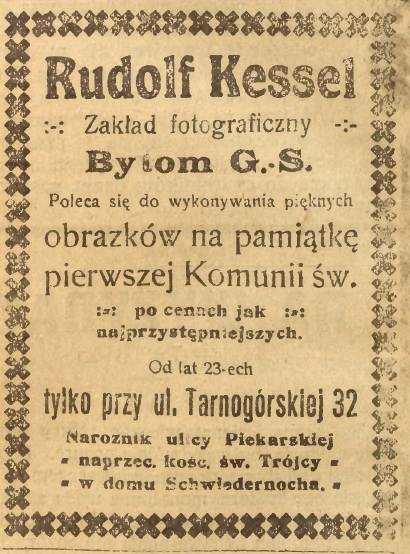 Rudolf Kessel
:-: Zakład fotograficzny -:-
Bytom G.-S.
Poleca się do wykonywania pięknych
obrazków na pamiątkę
pierwszej Komunii św.
:-: po cenach jak :-:
najprzystępniejszych.
Od lat 23-ech
tylko przy ul. Tarnogórskiej 32
Narożnik ulicy Piekarskiej
▪ naprzec. kośc. św. Trójcy ▪
▪ w domu Schwiedernocha. ▪